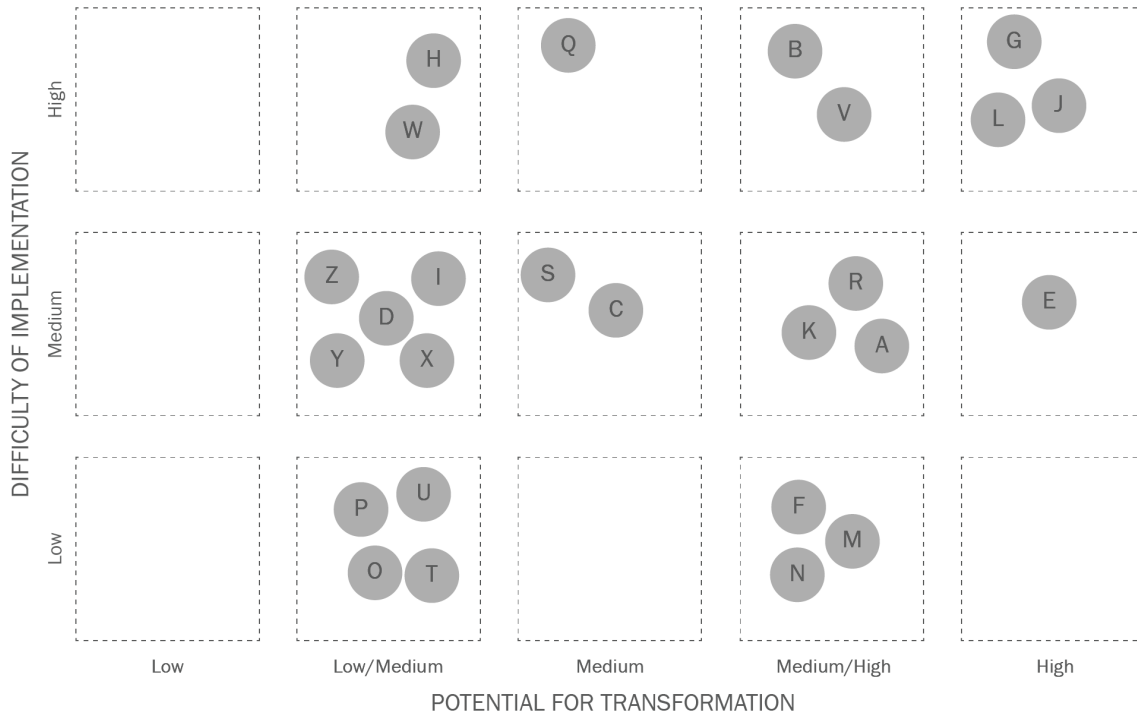 DIFFICULTY OF IMPLEMENTATION
High
H
W
Q
B
V
G
L
J
Medium
Z
I
D
Y
X
S
C
R
K
A
E
Low
P
U
O
T
F
M
N
Low
Low/Medium
Medium
Medium/High
High
POTENTIAL FOR TRANSFORMATION